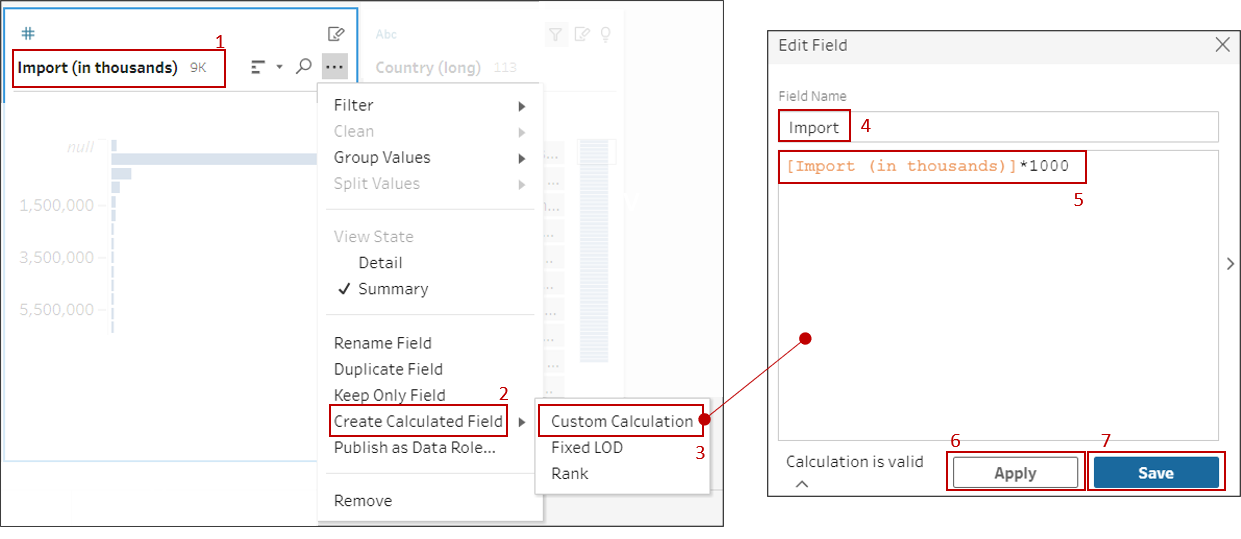 #
1
Import (in thousands) 9K
Abc
Country (long) 113
null
1,500,000
3,500,000
5,500,000
Filter
Clean
Group Values
Split Values
View State
Detail
Summary
Rename Field
Duplicate Field
Keep Only Field
2
Create Calculated Field
Publish as Data Role...
Remove
Custom Calculation
3
Fixed LOD
Rank
Edit Field
Field Name
Import 4
[Import (in thousands)]*1000
5
Calculation is valid
6
Apply
7
Save